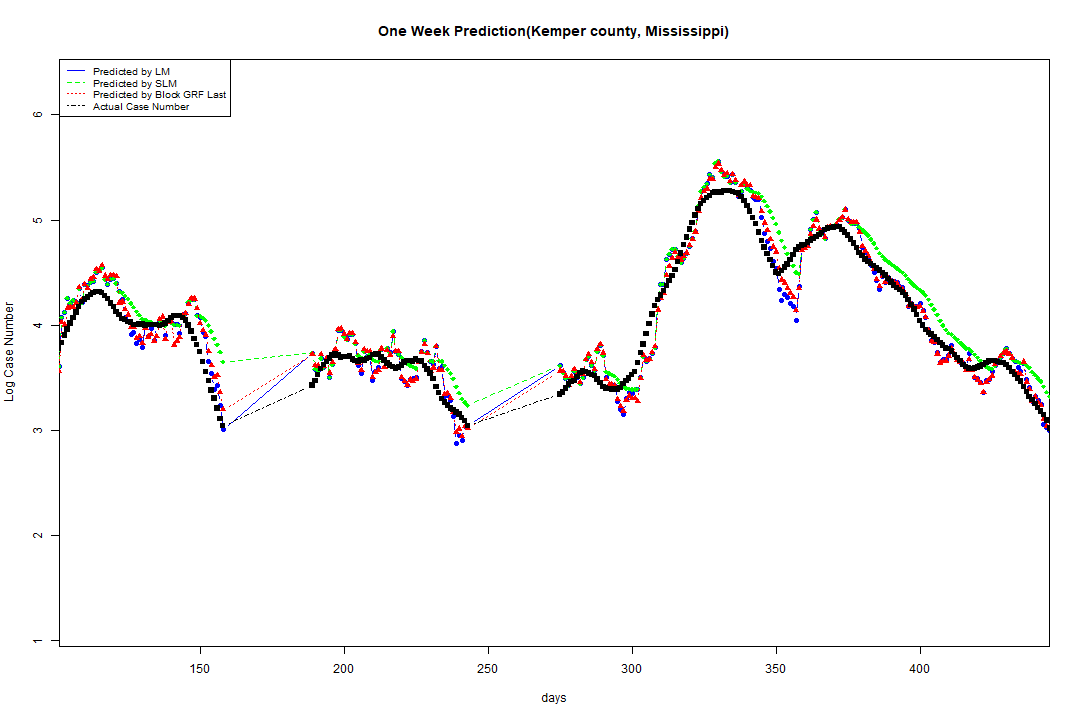 One Week Prediction(Kemper county, Mississippi)
Predicted by LM
Predicted by SLM
Predicted by Block GRF Last
Actual Case Number
6
5
4
3
2
1
Log Case Number
150 200 250 300 350 400
days